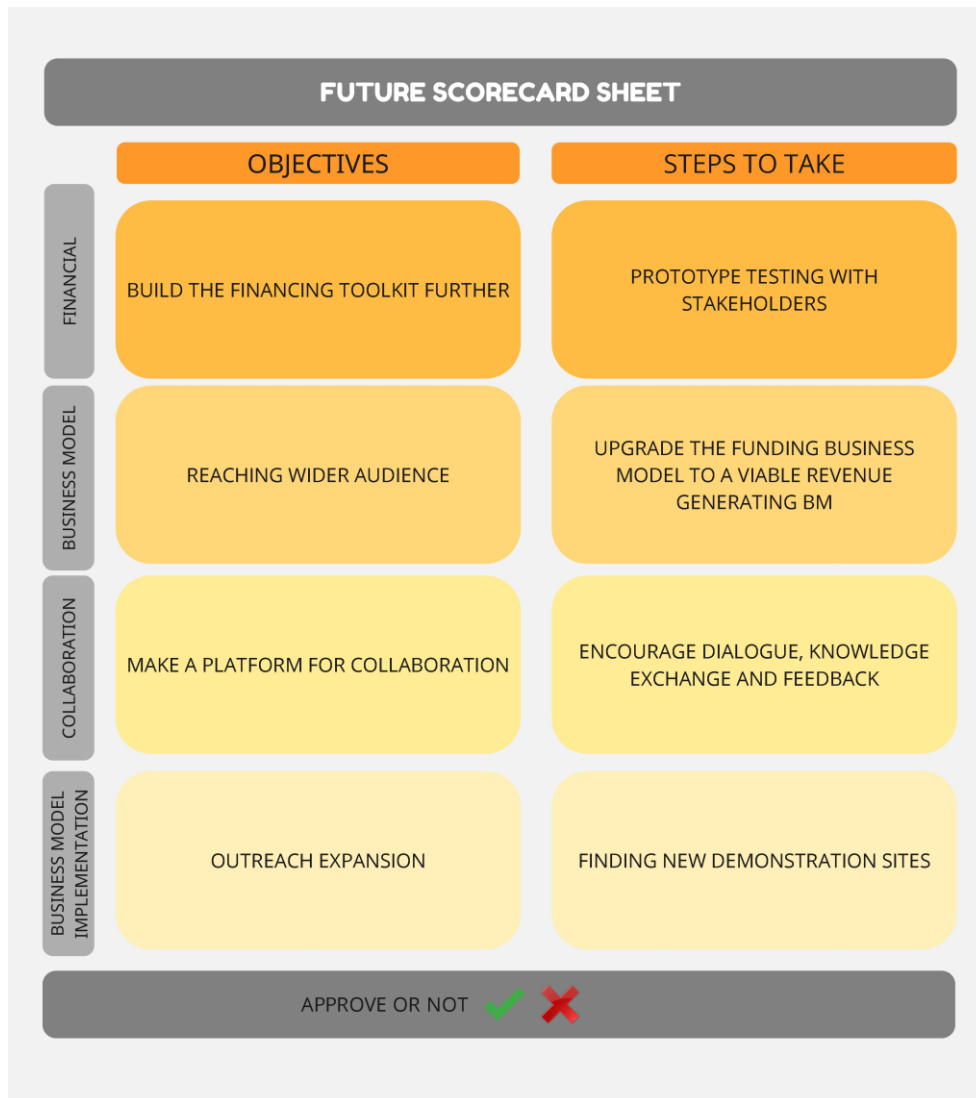 FUTURE SCORECARD SHEET
OBJECTIVES
STEPS TO TAKE
FINANCIAL
BUILD THE FINANCING TOOLKIT FURTHER
PROTOTYPE TESTING WITH
STAKEHOLDERS
BUSINESS MODEL
REACHING WIDER AUDIENCE
UPGRADE THE FUNDING BUSINESS
MODEL TO A VIABLE REVENUE
GENERATING BM
COLLABORATION
MAKE A PLATFORM FOR COLLABORATION
ENCOURAGE DIALOGUE, KNOWLEDGE
EXCHANGE AND FEEDBACK
BUSINESS MODEL
IMPLEMENTATION
OUTREACH EXPANSION
FINDING NEW DEMONSTRATION SITES
APPROVE OR NOT